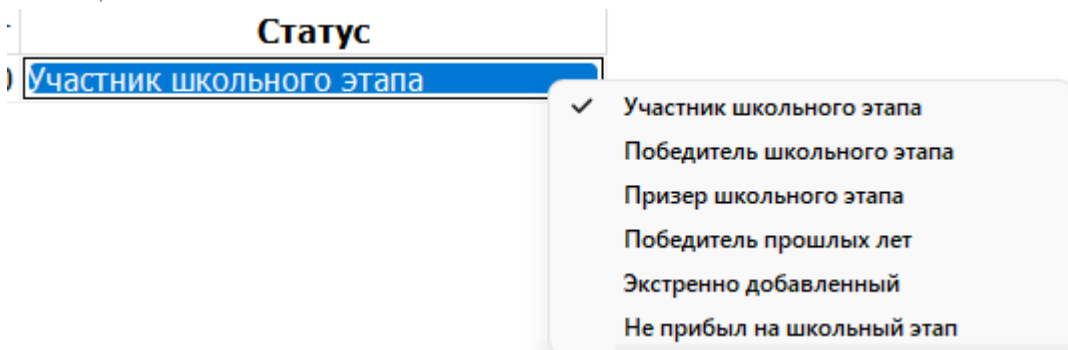 Статус
Участник школьного этапа
Участник школьного этапа
Победитель школьного этапа
Призер школьного этапа
Победитель прошлых лет
Экстренно добавленный
Не прибыл на школьный этап